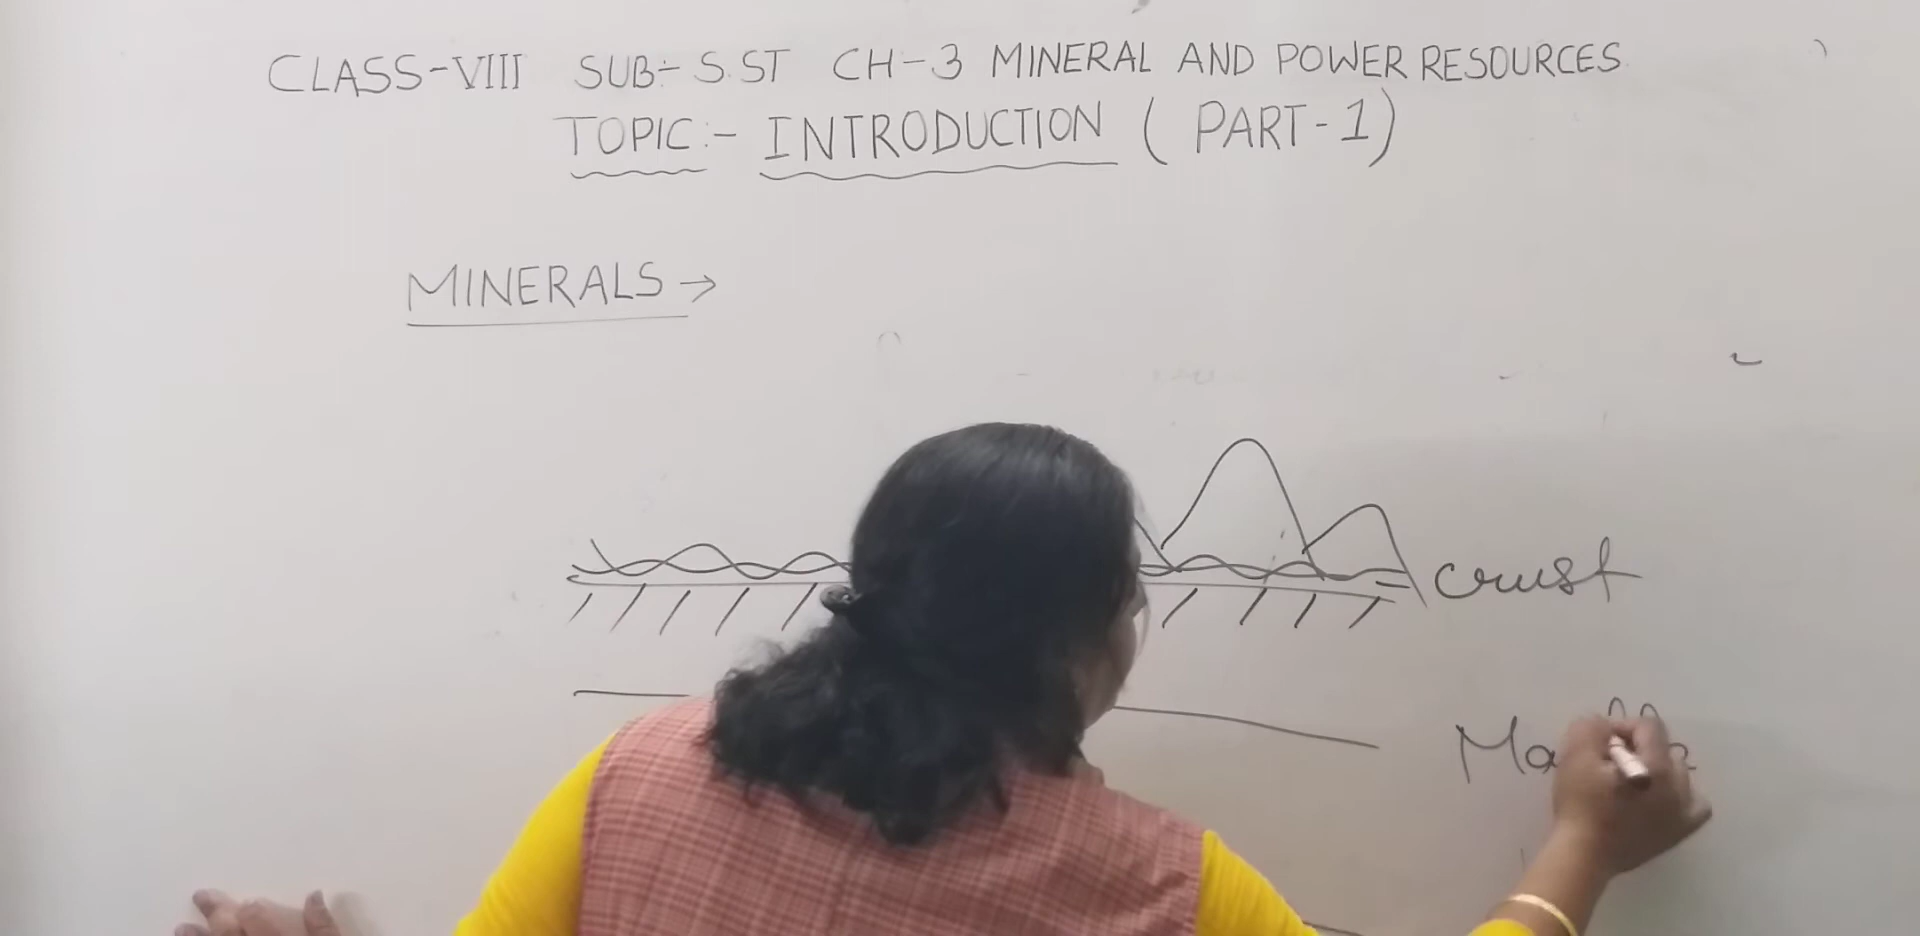 CLASS-VIII SUB:- S.ST CH-3 MINERAL AND POWER RESOURCES
TOPIC:- INTRODUCTION (PART-1)
MINERALS →
crust